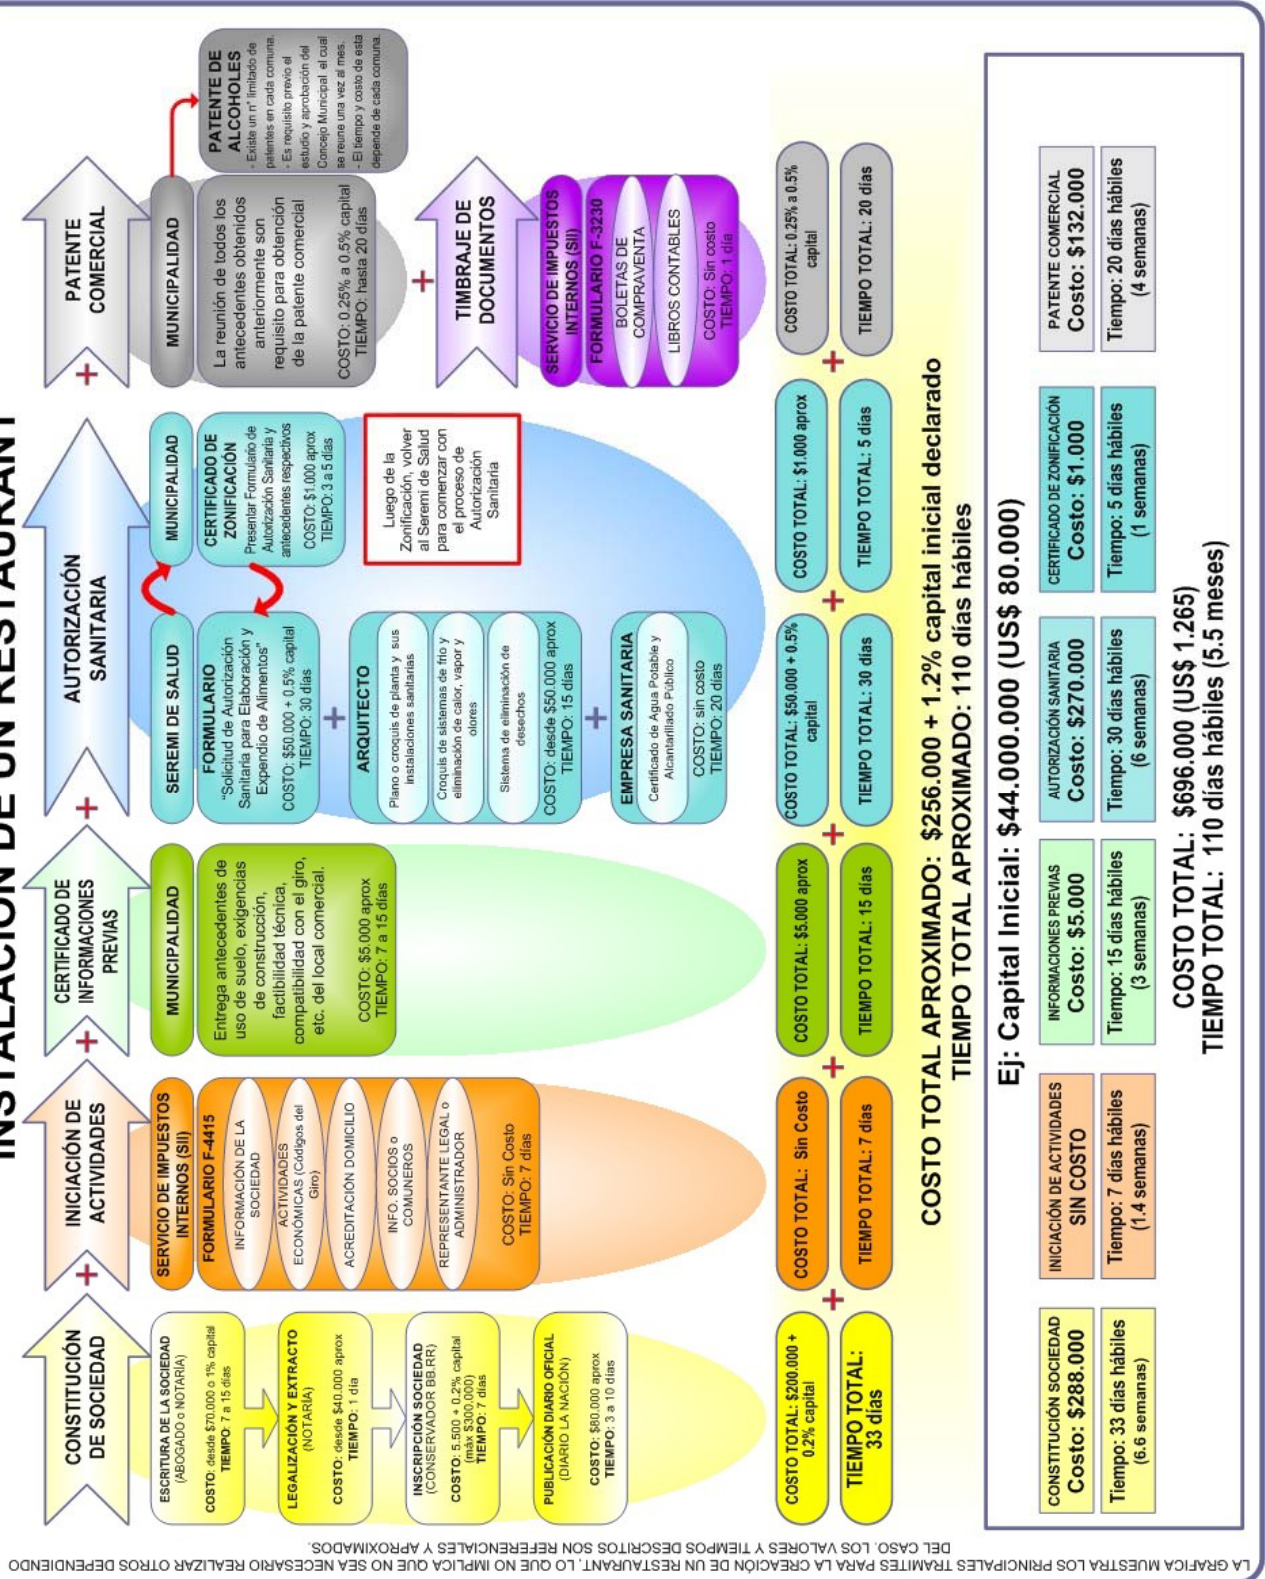 INSTALACIÓN DE UN RESTAURANT
CONSTITUCIÓN
DE SOCIEDAD
ESCRITURA DE LA SOCIEDAD
(ABOGADO o NOTARÍA)
COSTO: desde $70.000 ó 1% capital
TIEMPO: 7 a 15 días
LEGALIZACIÓN Y EXTRACTO
(NOTARÍA)
COSTO: desde $40.000 aprox
TIEMPO: 1 día
INSCRIPCIÓN SOCIEDAD
(CONSERVADOR BB.RR)
COSTO: 5.500 + 0.2% capital
(máx $300.000)
TIEMPO: 7 días
PUBLICACIÓN DIARIO OFICIAL
(DIARIO LA NACIÓN)
COSTO: $80.000 aprox
TIEMPO: 3 a 10 días
+
INICIACIÓN DE
ACTIVIDADES
SERVICIO DE IMPUESTOS
INTERNOS (SII)
FORMULARIO F-4415
INFORMACIÓN DE LA
SOCIEDAD
ACTIVIDADES
ECONÓMICAS (Códigos del
Giro)
ACREDITACIÓN DOMICILIO
INFO. SOCIOS o
COMUNEROS
REPRESENTANTE LEGAL o
ADMINISTRADOR
COSTO: Sin Costo
TIEMPO: 7 días
+
CERTIFICADO DE
INFORMACIONES
PREVIAS
MUNICIPALIDAD
Entrega antecedentes de
uso de suelo, exigencias
de construcción,
factibilidad técnica,
compatibilidad con el giro,
etc. del local comercial.
COSTO: $5.000 aprox
TIEMPO: 7 a 15 días
+
AUTORIZACIÓN
SANITARIA
SEREMI DE SALUD
FORMULARIO
"Solicitud de Autorización
Sanitaria para Elaboración y
Expendio de Alimentos"
COSTO: $50.000 + 0.5% capital
TIEMPO: 30 días
+
ARQUITECTO
Plano o croquis de planta y sus
instalaciones sanitarias
Croquis de sistemas de frío y
eliminación de calor, vapor y
olores
Sistema de eliminación de
desechos
COSTO: desde $50.000 aprox
TIEMPO: 15 días
+
EMPRESA SANITARIA
Certificado de Agua Potable y
Alcantarillado Público
COSTO: sin costo
TIEMPO: 20 días
MUNICIPALIDAD
CERTIFICADO DE
ZONIFICACIÓN
Presentar Formulario de
Autorización Sanitaria y
antecedentes respectivos
COSTO: $1.000 aprox
TIEMPO: 3 a 5 días
Luego de la
Zonificación, volver
al Seremi de Salud
para comenzar con
el proceso de
Autorización
Sanitaria
+
PATENTE
COMERCIAL
MUNICIPALIDAD
La reunión de todos los
antecedentes obtenidos
anteriormente son
requisito para obtención
de la patente comercial
COSTO: 0.25% a 0.5% capital
TIEMPO: hasta 20 días
PATENTE DE
ALCOHOLES
- Existe un n° limitado de
patentes en cada comuna.
- Es requisito previo el
estudio y aprobación del
Concejo Municipal el cual
se reune una vez al mes.
- El tiempo y costo de esta
depende de cada comuna.
+
TIMBRAJE DE
DOCUMENTOS
SERVICIO DE IMPUESTOS
INTERNOS (SII)
FORMULARIO F-3230
BOLETAS DE
COMPRAVENTA
LIBROS CONTABLES
COSTO: Sin costo
TIEMPO: 1 día
COSTO TOTAL: $200.000 +
0.2% capital
TIEMPO TOTAL:
33 días
+
COSTO TOTAL: Sin Costo
TIEMPO TOTAL: 7 días
+
COSTO TOTAL: $5.000 aprox
TIEMPO TOTAL: 15 días
+
COSTO TOTAL: $50.000 + 0.5%
capital
TIEMPO TOTAL: 30 días
+
COSTO TOTAL: $1.000 aprox
TIEMPO TOTAL: 5 días
+
COSTO TOTAL: 0.25% a 0.5%
capital
TIEMPO TOTAL: 20 días
COSTO TOTAL APROXIMADO: $256.000 + 1.2% capital inicial declarado
TIEMPO TOTAL APROXIMADO: 110 días hábiles
Ej: Capital Inicial: $44.000.000 (US$ 80.000)
CONSTITUCIÓN SOCIEDAD
Costo: $288.000
Tiempo: 33 días hábiles
(6.6 semanas)
INICIACIÓN DE ACTIVIDADES
SIN COSTO
Tiempo: 7 días hábiles
(1.4 semanas)
INFORMACIONES PREVIAS
Costo: $5.000
Tiempo: 15 días hábiles
(3 semanas)
AUTORIZACIÓN SANITARIA
Costo: $270.000
Tiempo: 30 días hábiles
(6 semanas)
CERTIFICADO DE ZONIFICACIÓN
Costo: $1.000
Tiempo: 5 días hábiles
(1 semanas)
PATENTE COMERCIAL
Costo: $132.000
Tiempo: 20 días hábiles
(4 semanas)
COSTO TOTAL: $696.000 (US$ 1.265)
TIEMPO TOTAL: 110 días hábiles (5.5 meses)
LA GRAFICA MUESTRA LOS PRINCIPALES TRAMITES PARA LA CREACIÓN DE UN RESTAURANT, LO QUE NO IMPLICA QUE NO SEA NECESARIO REALIZAR OTROS DEPENDIENDO
DEL CASO. LOS VALORES Y TIEMPOS DESCRITOS SON REFERENCIALES Y APROXIMADOS.